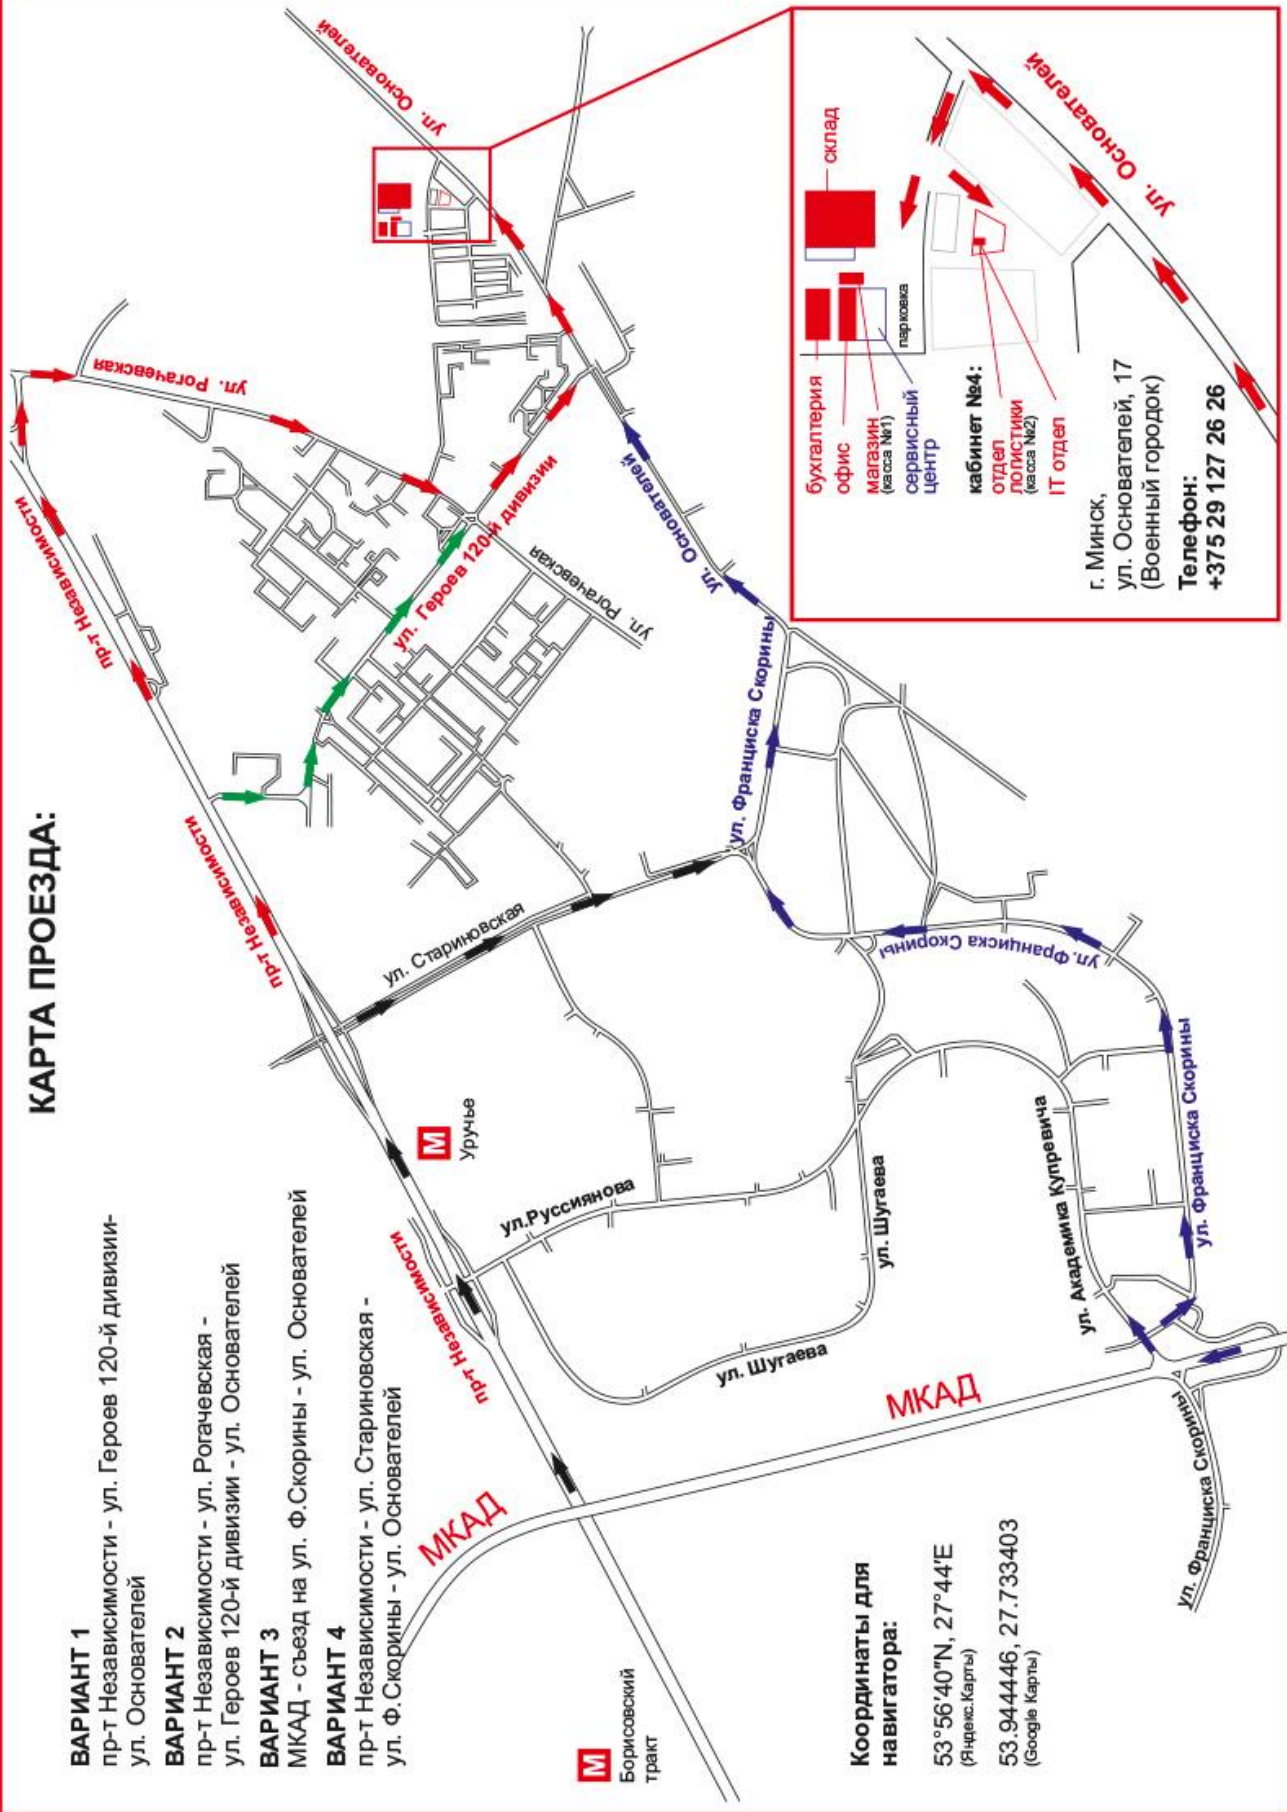 КАРТА ПРОЕЗДА:
ВАРИАНТ 1
пр-т Независимости - ул. Героев 120-й дивизии-
ул. Основателей
ВАРИАНТ 2
пр-т Независимости - ул. Рогачевская -
ул. Героев 120-й дивизии - ул. Основателей
ВАРИАНТ 3
МКАД - съезд на ул. Ф.Скорины - ул. Основателей
ВАРИАНТ 4
пр-т Независимости - ул. Стариновская -
ул. Ф.Скорины - ул. Основателей
М
Борисовский
тракт
МКАД
пр-т Независимости
М
Уручье
пр-т Независимости
пр-т Независимости
пр-т Независимости
ул. Рогачевская
ул. Основателей
ул. Стариновская
ул. Героев 120-й дивизии
ул. Рогачевская
ул. Основателей
ул.Руссиянова
ул. Шугаева
ул. Шугаева
ул. Франциска Скорины
ул. Франциска Скорины
МКАД
ул. Академика Купревича
ул. Франциска Скорины
ул. Франциска Скорины
Координаты для
навигатора:
53°56'40"N, 27°44'E
(Яндекс.Карты)
53.944446, 27.733403
(Google Карты)
бухгалтерия
офис
магазин
(касса №1)
сервисный
центр
парковка
склад
кабинет №4:
отдел
логистики
(касса №2)
IT отдел
ул. Основателей
г. Минск,
ул. Основателей, 17
(Военный городок)
Телефон:
+375 29 127 26 26